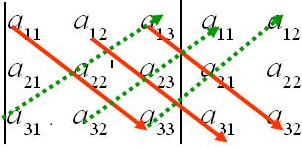 a₁₁ a₁₂ a₁₃ a₁₁ a₁₂
a₂₁ a₂₂ a₂₃ a₂₁ a₂₂
a₃₁ a₃₂ a₃₃ a₃₁ a₃₂